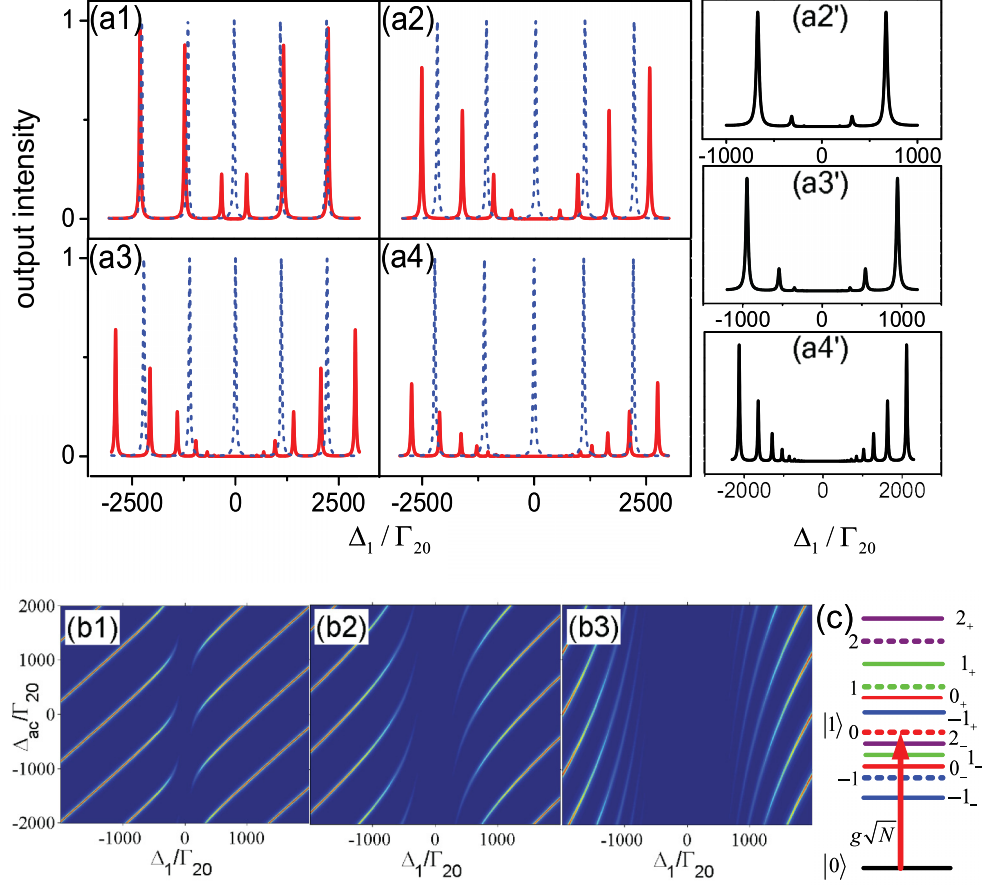 1 (a1) (a2)
0
1 (a3) (a4)
0
output intensity
-2500 0 2500 -2500 0 2500
Δ₁ / Γ₂₀
(a2')
-1000 0 1000
(a3')
-1000 0 1000
(a4')
-2000 0 2000
Δ₁ / Γ₂₀
(b1) (b2) (b3)
2000
1000
0
-1000
-2000
Δac/Γ20
-1000 0 1000 -1000 0 1000 -1000 0 1000
Δ₁/Γ20 Δ₁/Γ20 Δ₁/Γ20
(c)
2₊
2
1₊
1
0₊
-1₊
|1⟩ 0
2₋
1₋
0₋
-1
-1₋
g√N
|0⟩